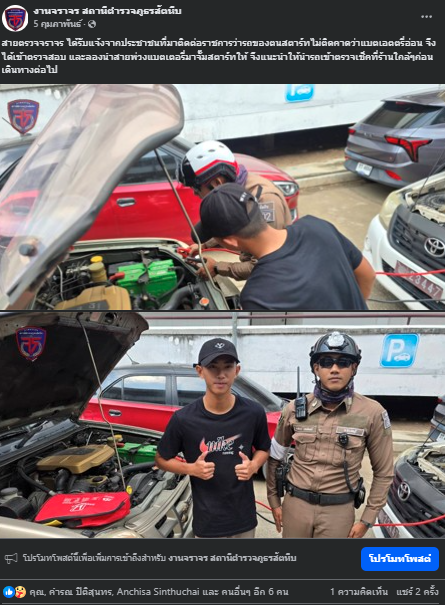 งานจราจร สถานีตำรวจภูธรสัตหีบ
5 กุมภาพันธ์ ·
สายตรวจจราจร ได้รับแจ้งจากประชาชนที่มาติดต่อราชการว่ารถของตนสตาร์ทไม่ติดคาดว่าแบตเตอรี่อ่อน จึง
ได้เข้าตรวจสอบ และลองนำสายพ่วงแบตเตอรี่มาจั๊มสตาร์ทให้ จึงแนะนำให้นำรถเข้าตรวจเช็คที่ร้านใกล้ๆก่อน
เดินทางต่อไป
P
P
โปรโมทโพสต์นี้เพื่อเพิ่มการเข้าถึงสำหรับ งานจราจร สถานีตำรวจภูธรสัตหีบ
โปรโมทโพสต์
คุณ, คำรณ ปิติสุนทร, Anchisa Sinthuchai และ คนอื่นๆ อีก 6 คน
1 ความคิดเห็น
แชร์ 2 ครั้ง